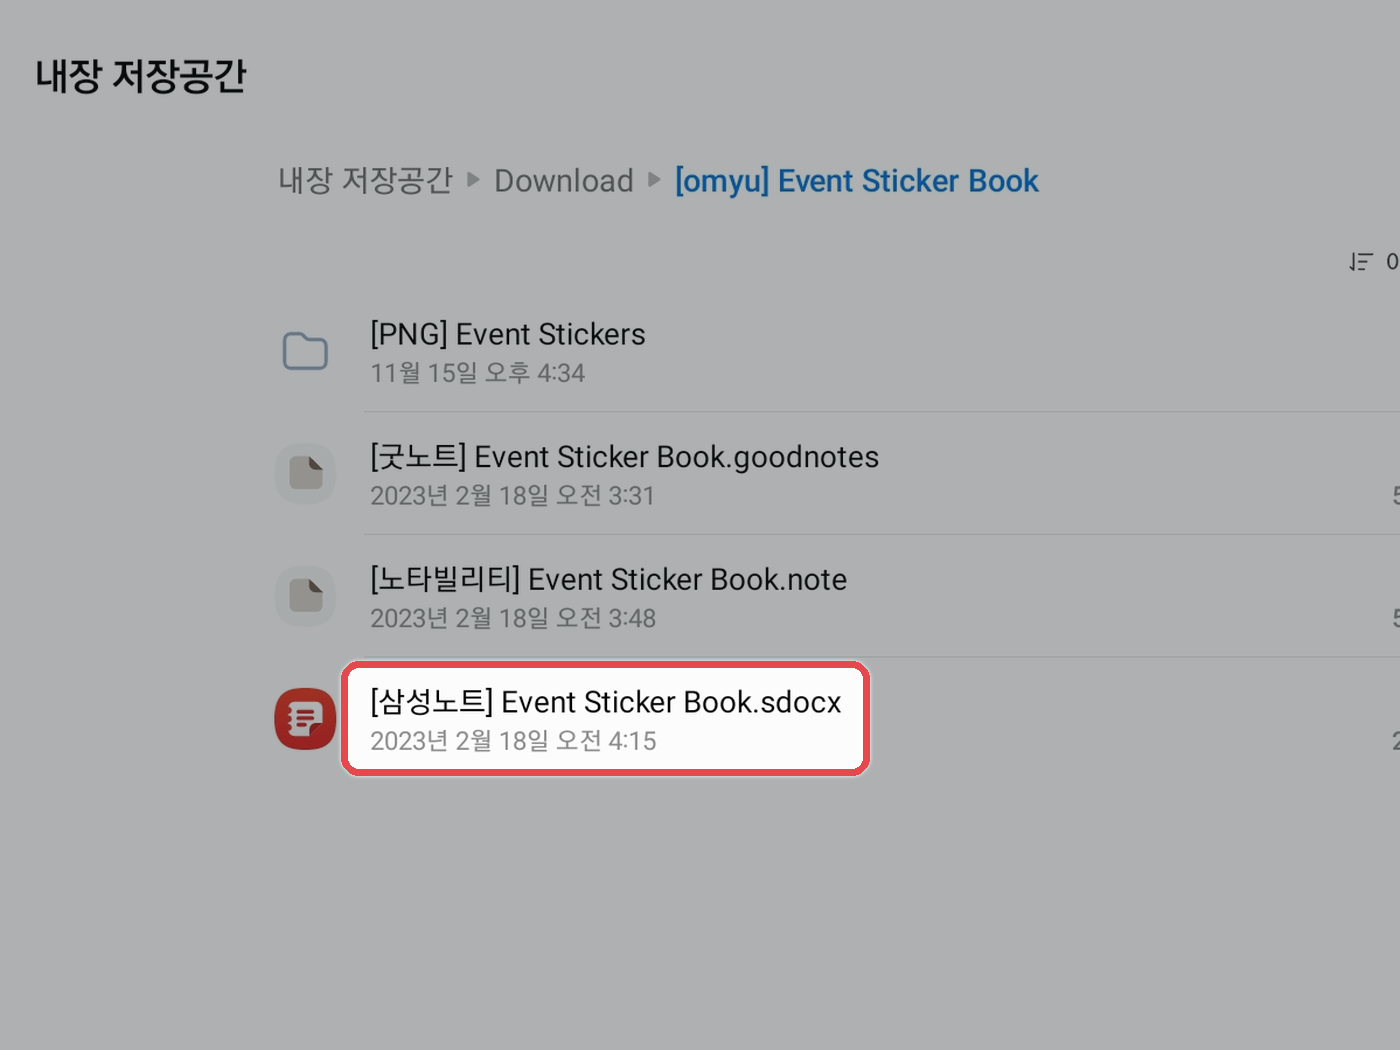 내장 저장공간
내장 저장공간 ▸ Download ▸ [omyu] Event Sticker Book
[PNG] Event Stickers
11월 15일 오후 4:34
[굿노트] Event Sticker Book.goodnotes
2023년 2월 18일 오전 3:31
[노타빌리티] Event Sticker Book.note
2023년 2월 18일 오전 3:48
[삼성노트] Event Sticker Book.sdocx
2023년 2월 18일 오전 4:15